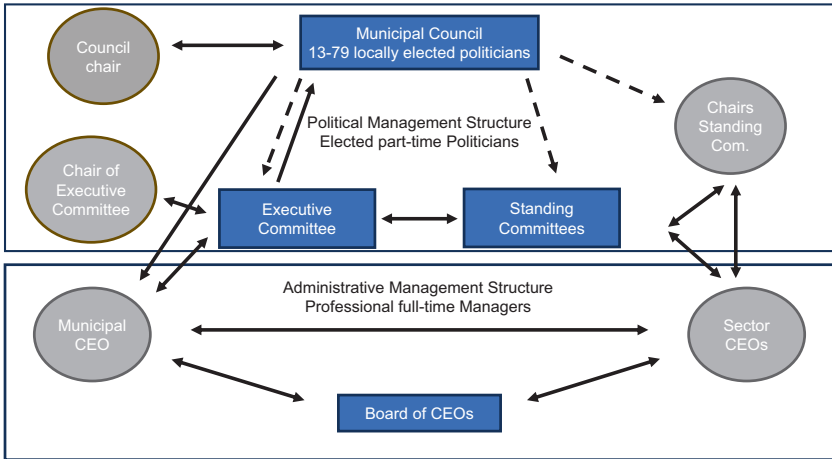 Municipal Council
13-79 locally elected politicians
Council
chair
Chairs
Standing
Com.
Political Management Structure
Elected part-time Politicians
Chair of
Executive
Committee
Executive
Committee
Standing
Committees
Administrative Management Structure
Professional full-time Managers
Municipal
CEO
Sector
CEOs
Board of CEOs